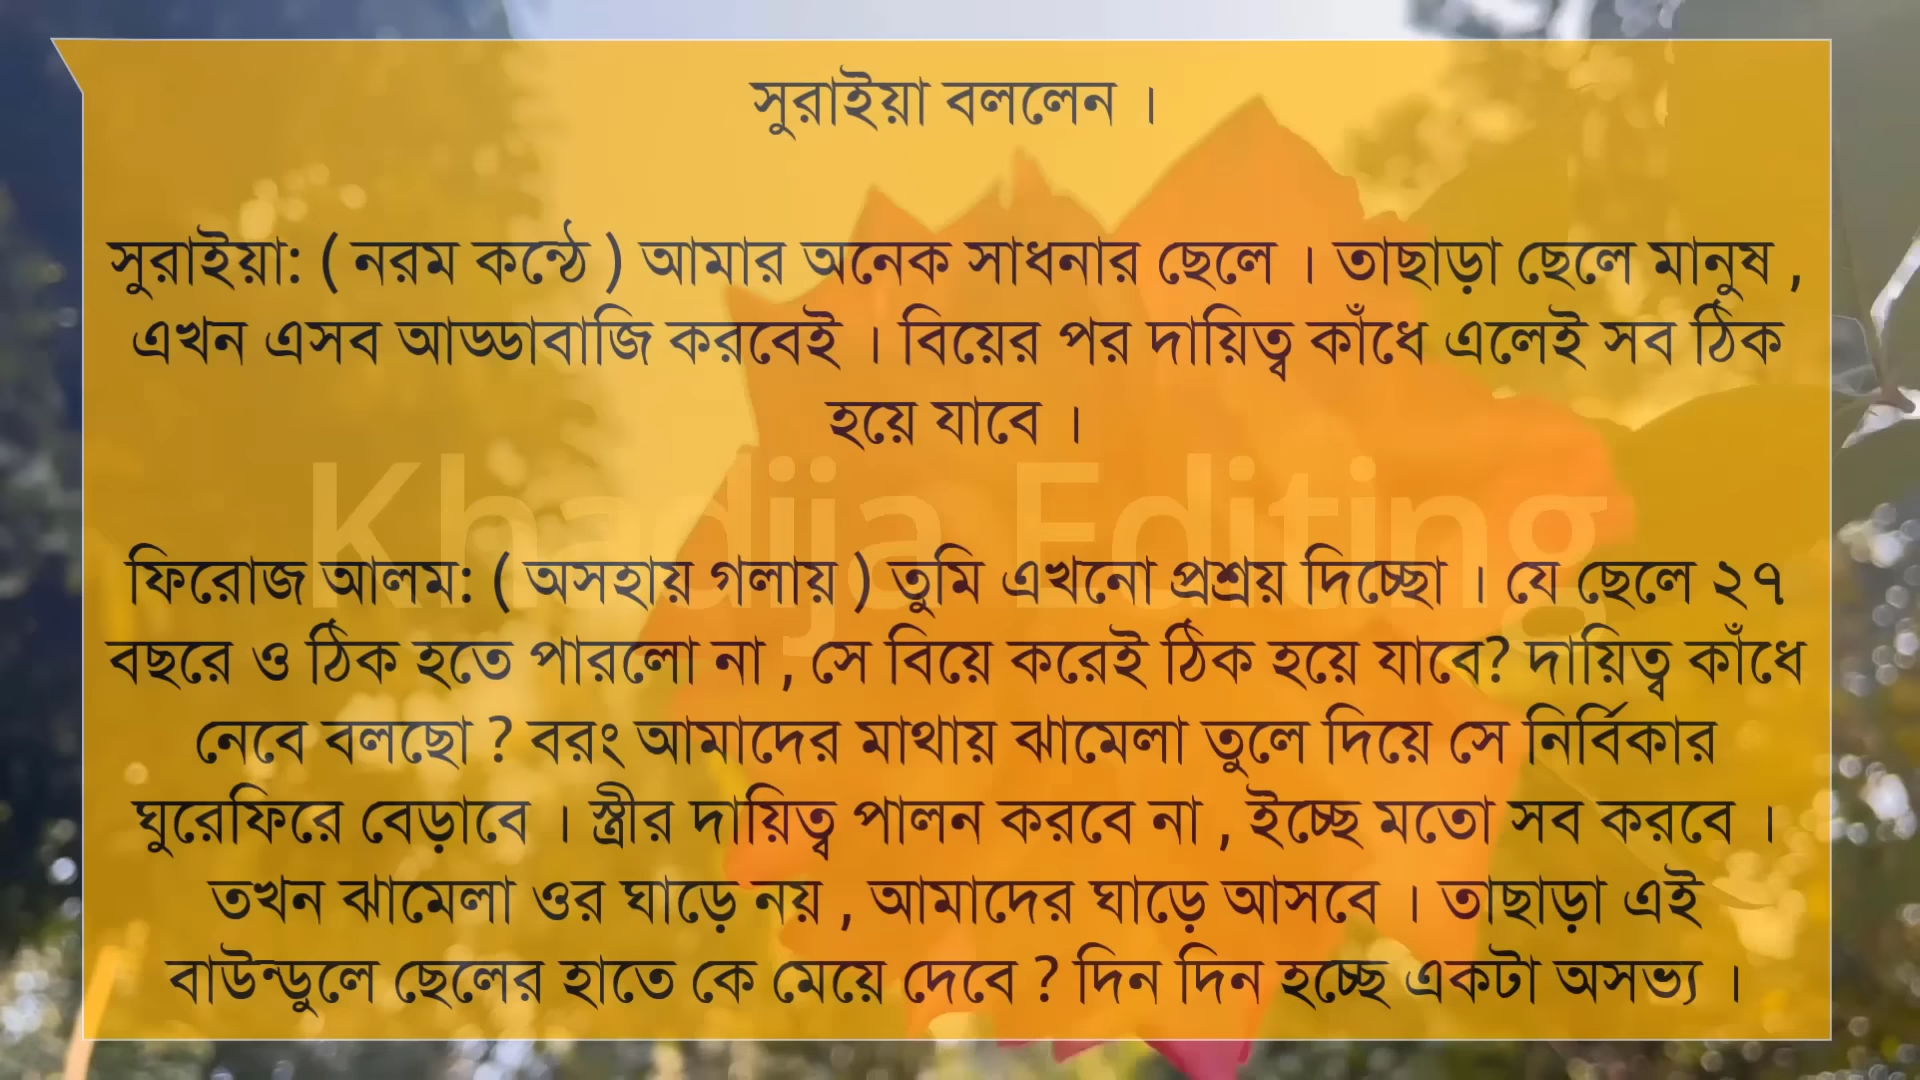 সুরাইয়া বললেন ।
সুরাইয়া: ( নরম কন্ঠে ) আমার অনেক সাধনার ছেলে । তাছাড়া ছেলে মানুষ ,
এখন এসব আড্ডাবাজি করবেই । বিয়ের পর দায়িত্ব কাঁধে এলেই সব ঠিক
হয়ে যাবে ।
Khadija Editing
ফিরোজ আলম: ( অসহায় গলায় ) তুমি এখনো প্রশ্রয় দিচ্ছো । যে ছেলে ২৭
বছরে ও ঠিক হতে পারলো না , সে বিয়ে করেই ঠিক হয়ে যাবে? দায়িত্ব কাঁধে
নেবে বলছো ? বরং আমাদের মাথায় ঝামেলা তুলে দিয়ে সে নির্বিকার
ঘুরেফিরে বেড়াবে । স্ত্রীর দায়িত্ব পালন করবে না , ইচ্ছে মতো সব করবে ।
তখন ঝামেলা ওর ঘাড়ে নয় , আমাদের ঘাড়ে আসবে । তাছাড়া এই
বাউন্ডুলে ছেলের হাতে কে মেয়ে দেবে ? দিন দিন হচ্ছে একটা অসভ্য ।